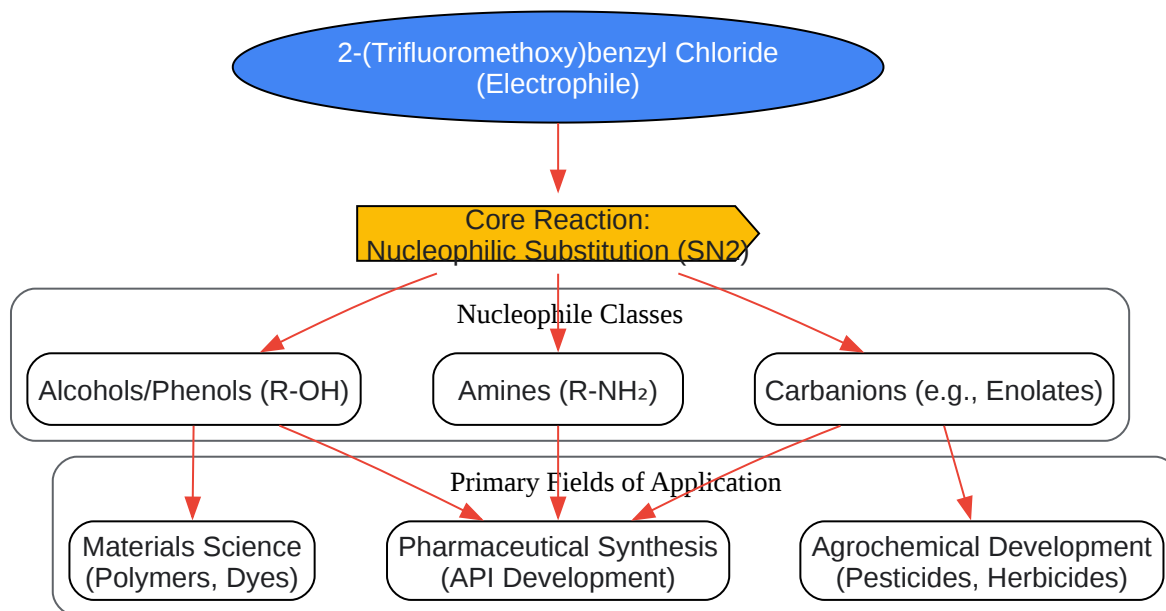 2-(Trifluoromethoxy)benzyl Chloride
(Electrophile)
Core Reaction:
Nucleophilic Substitution (SN2)
Nucleophile Classes
Alcohols/Phenols (R-OH)
Amines (R-NH₂)
Carbanions (e.g., Enolates)
Primary Fields of Application
Materials Science
(Polymers, Dyes)
Pharmaceutical Synthesis
(API Development)
Agrochemical Development
(Pesticides, Herbicides)